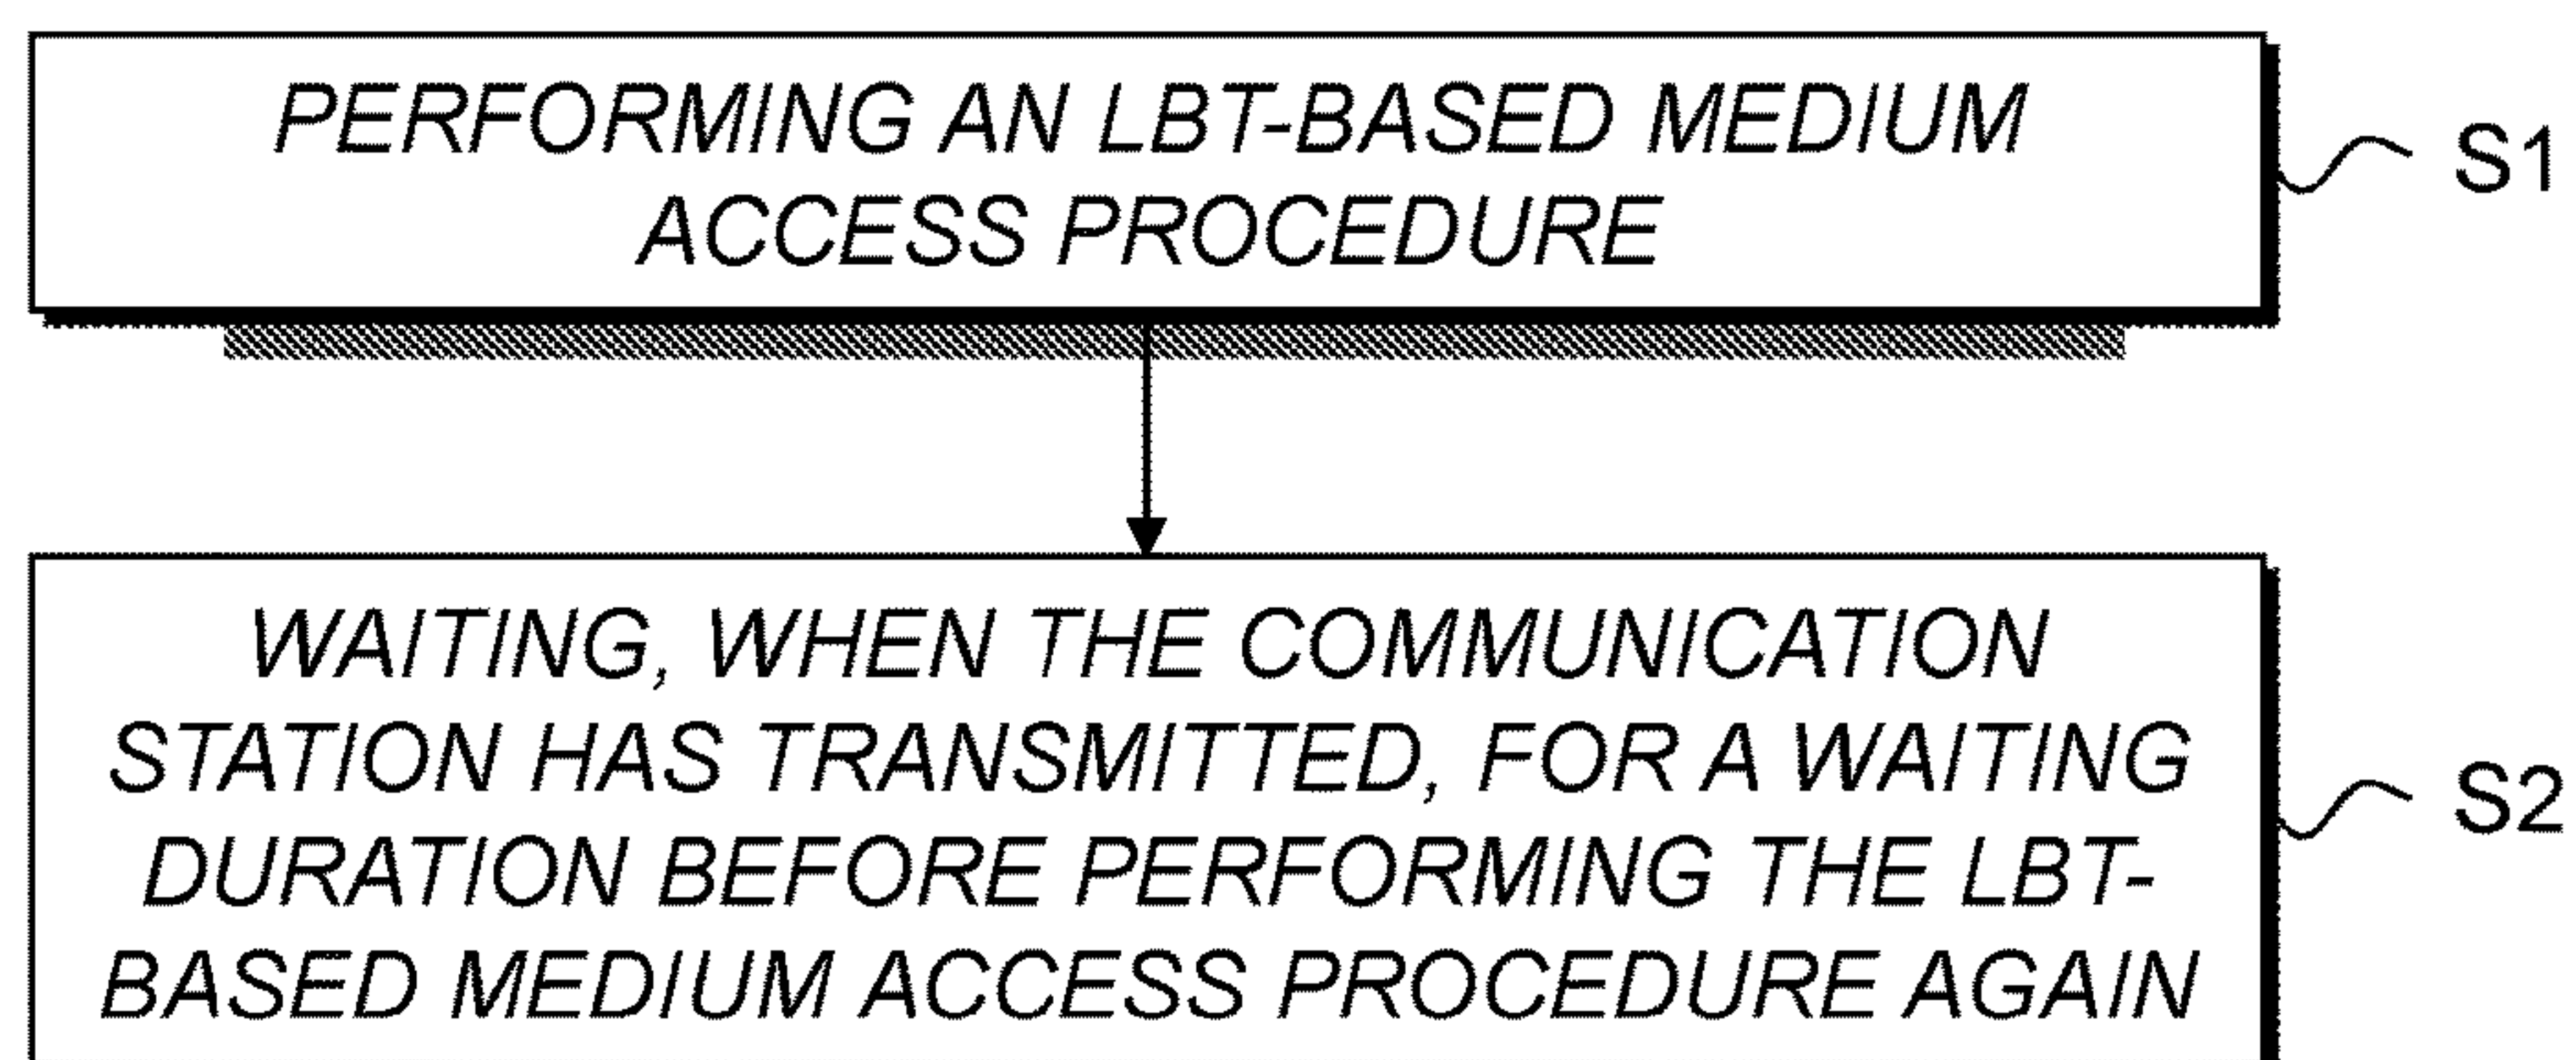 PERFORMING AN LBT-BASED MEDIUM
ACCESS PROCEDURE
S1
WAITING, WHEN THE COMMUNICATION
STATION HAS TRANSMITTED, FOR A WAITING
DURATION BEFORE PERFORMING THE LBT-
BASED MEDIUM ACCESS PROCEDURE AGAIN
S2